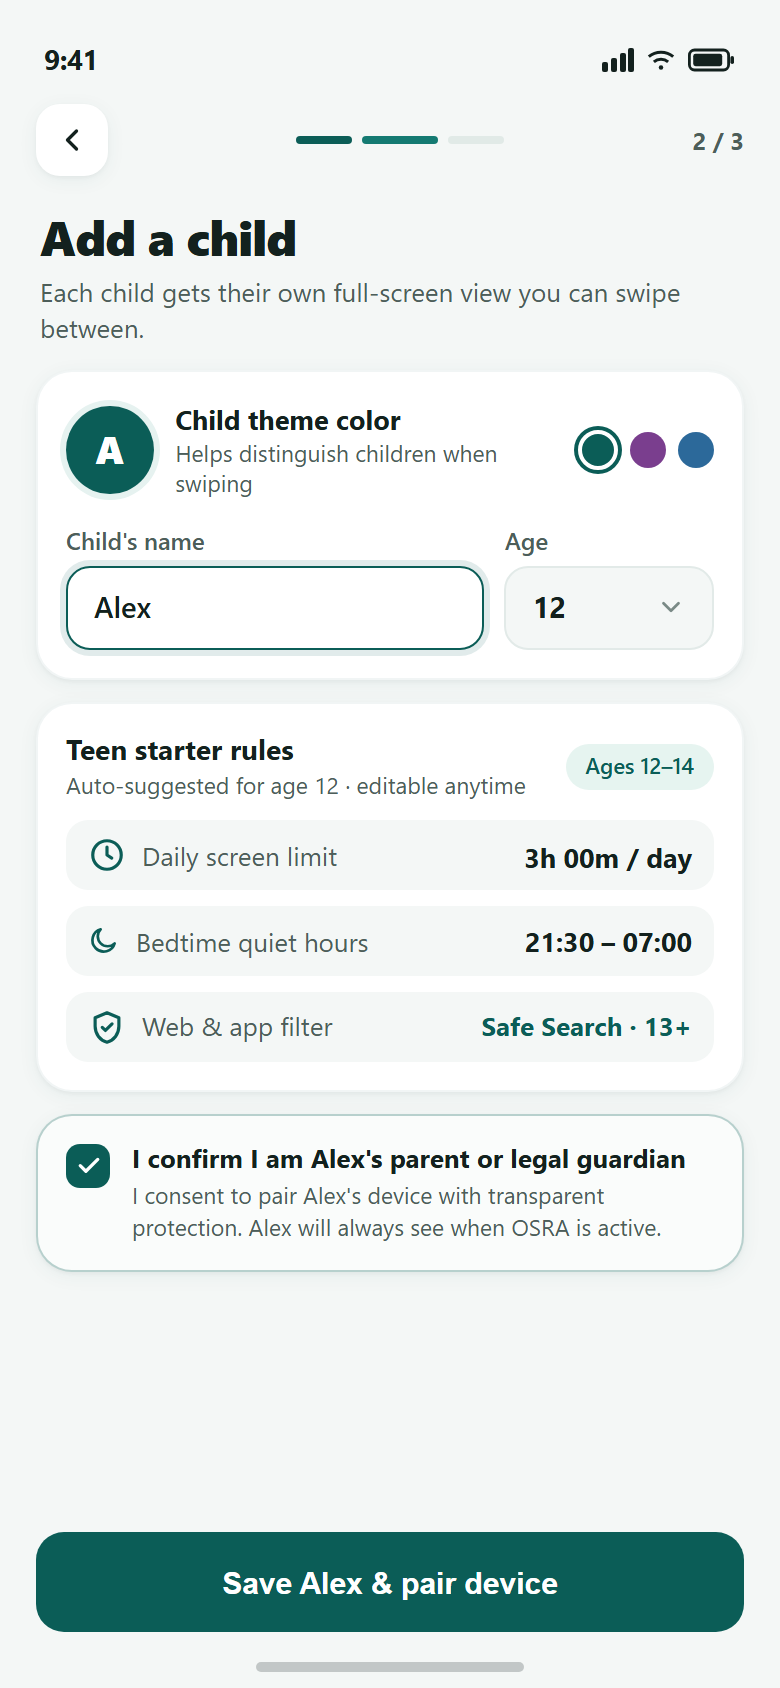 9:41
2 / 3
Add a child
Each child gets their own full-screen view you can swipe
between.
A
Child theme color
Helps distinguish children when
swiping
Child's name
Age
Alex
12
Teen starter rules
Auto-suggested for age 12 · editable anytime
Ages 12–14
Daily screen limit
3h 00m / day
Bedtime quiet hours
21:30 – 07:00
Web & app filter
Safe Search · 13+
I confirm I am Alex's parent or legal guardian
I consent to pair Alex's device with transparent
protection. Alex will always see when OSRA is active.
Save Alex & pair device